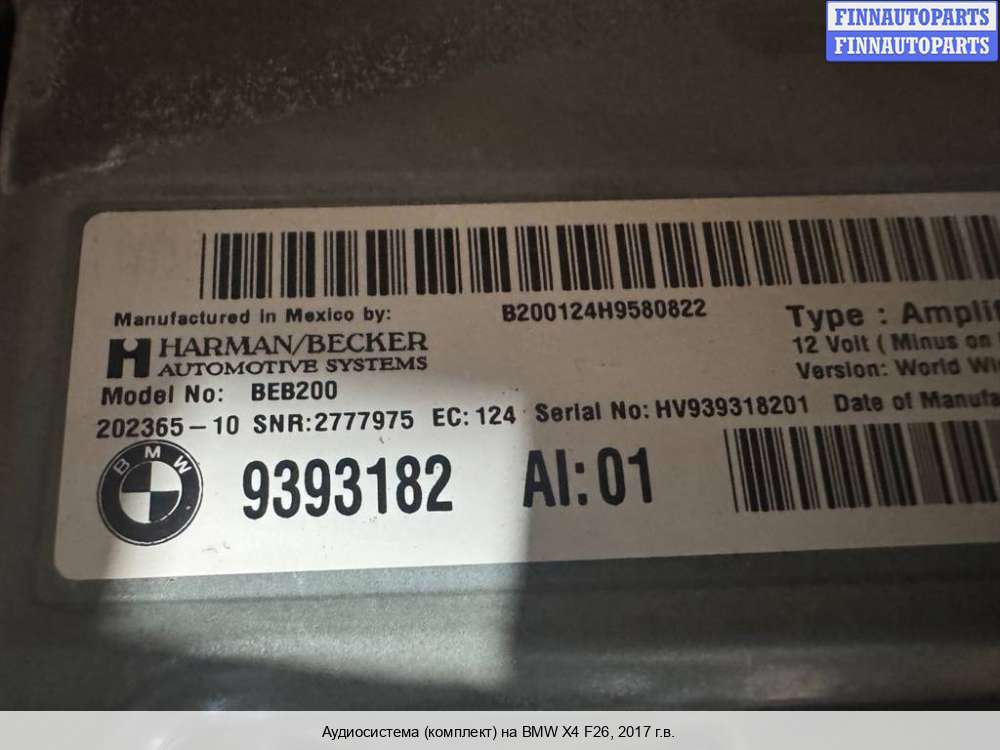 FINNAUTOPARTS
FINNAUTOPARTS
Manufactured in Mexico by:
B200124H9580822
Type : Amplifi
HARMAN/BECKER
AUTOMOTIVE SYSTEMS
12 Volt ( Minus on
Version: World Wi
Model No: BEB200
202365-10 SNR:2777975 EC: 124 Serial No: HV939318201 Date of Manufa
BMW
9393182 AI:01
Аудиосистема (комплект) на BMW X4 F26, 2017 г.в.